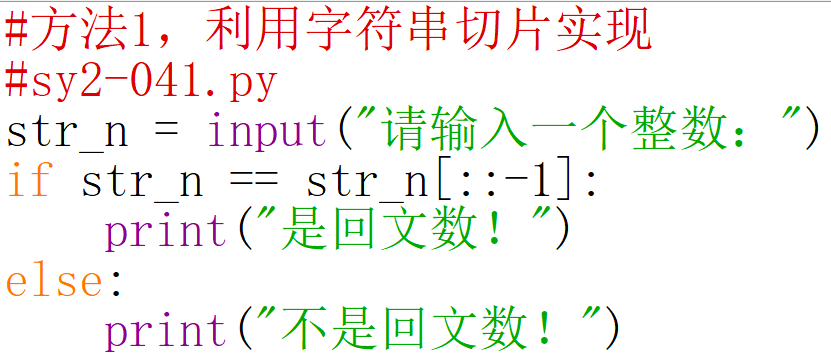 #方法1，利用字符串切片实现
#sy2-041.py
str_n = input("请输入一个整数：")
if str_n == str_n[::-1]:
    print("是回文数！")
else:
    print("不是回文数！")